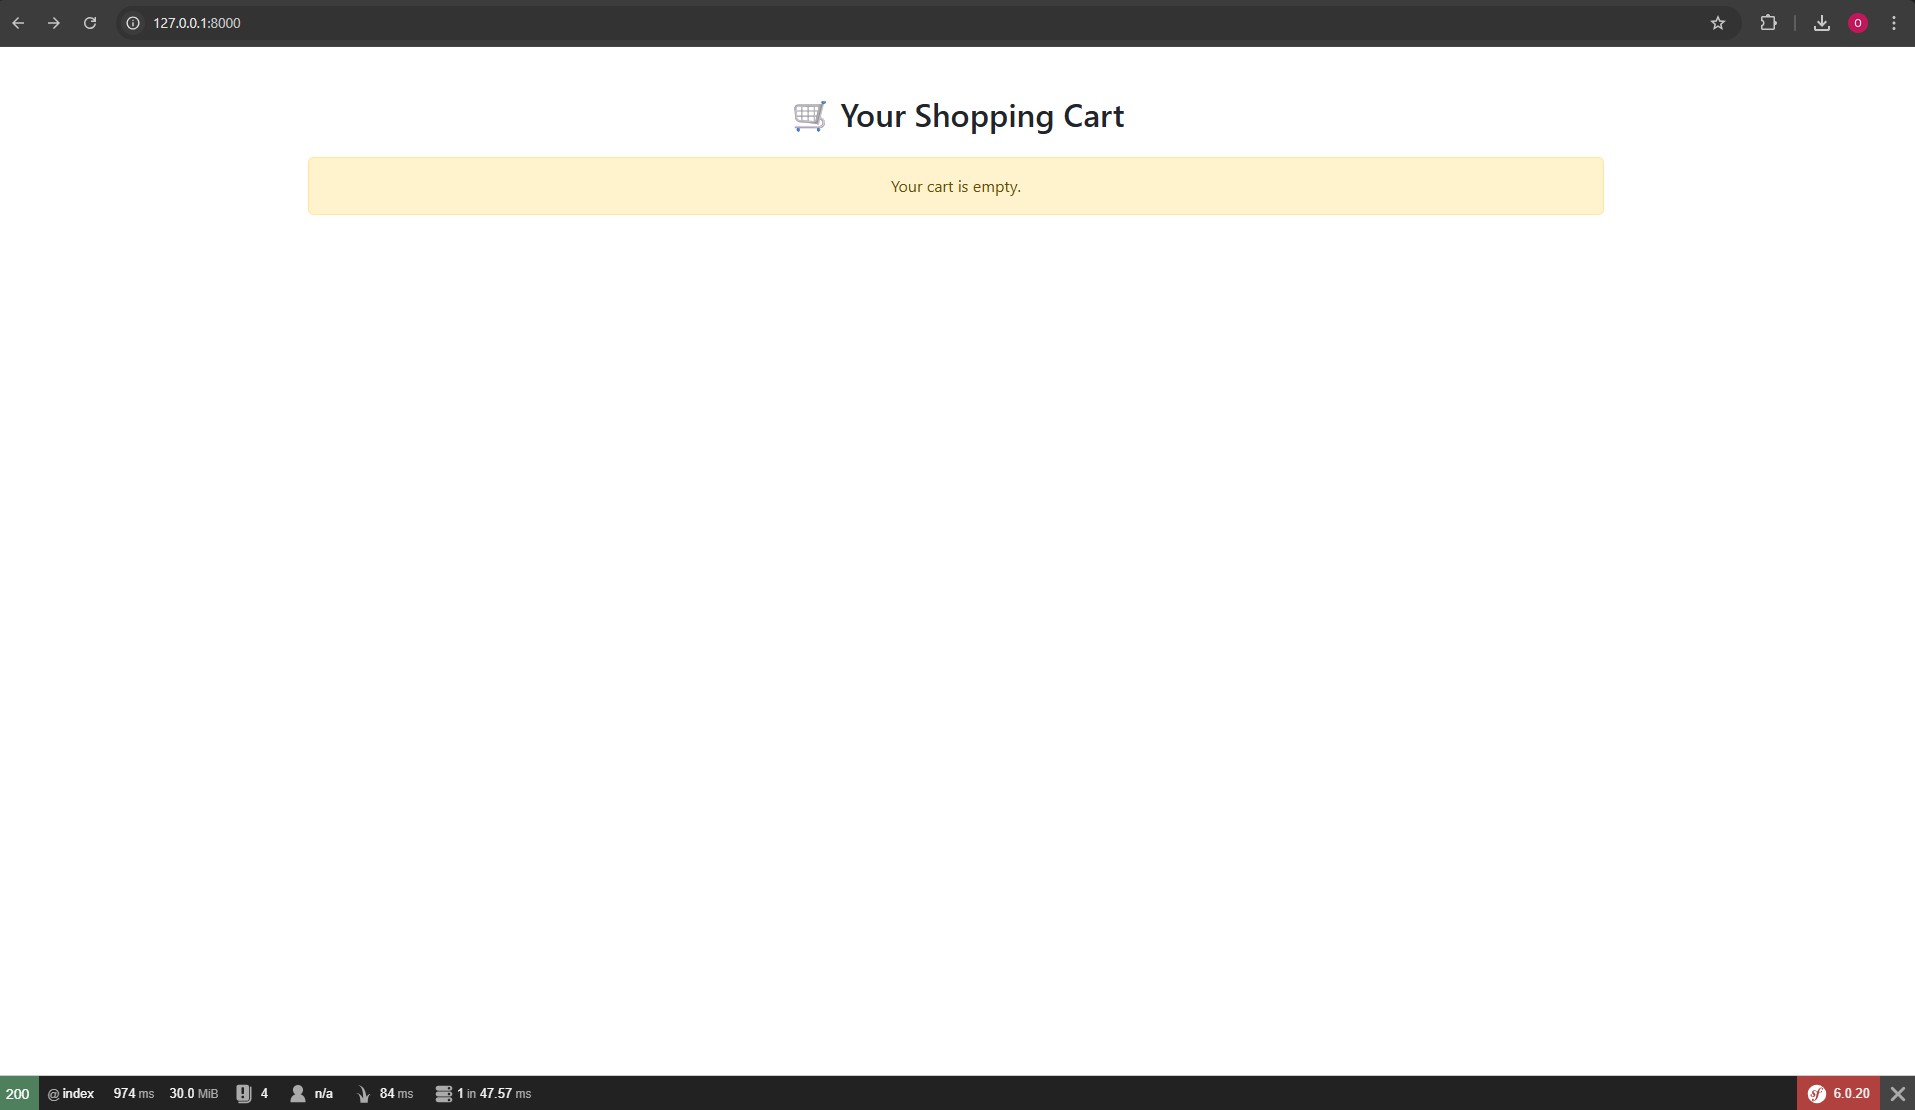 127.0.0.1:8000
O
Your Shopping Cart
Your cart is empty.
200 @ index 974 ms 30.0 MiB 4 n/a 84 ms 1 in 47.57 ms sf 6.0.20